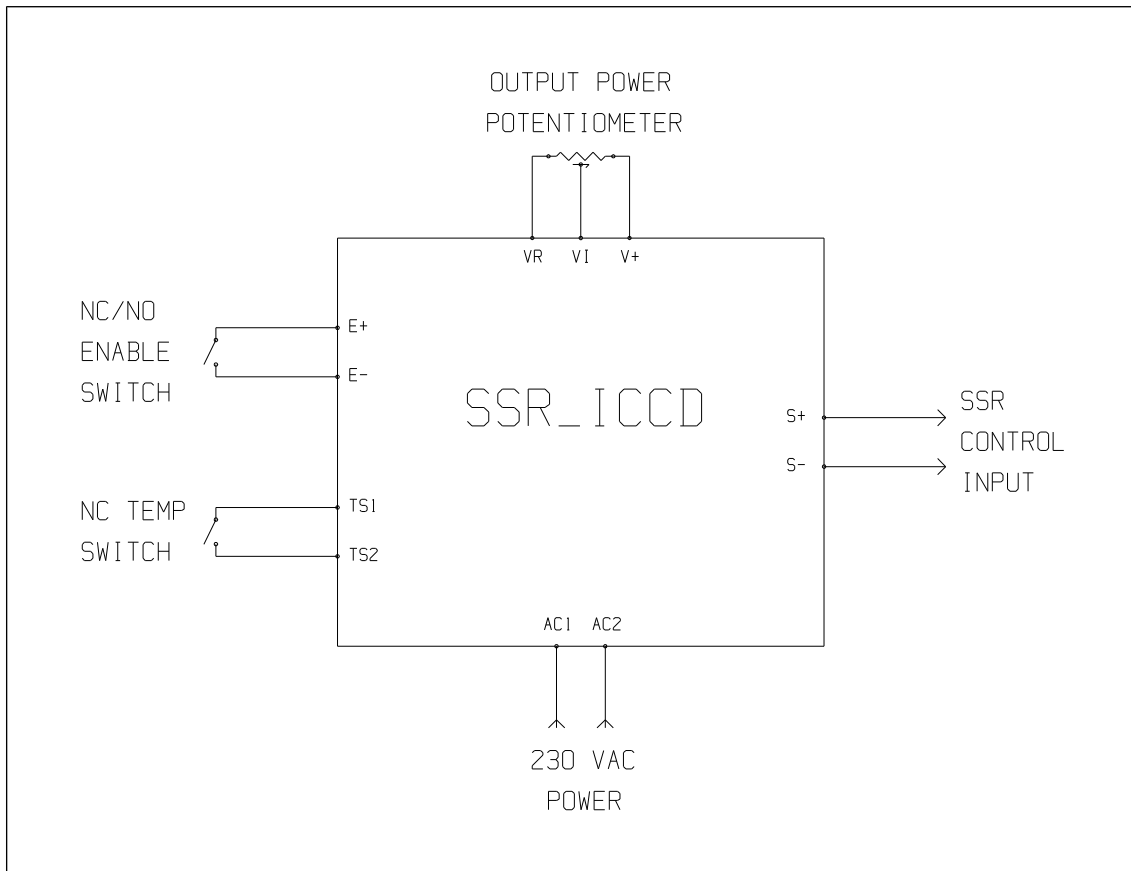 OUTPUT POWER
POTENTIOMETER
VR VI V+
NC/NO
ENABLE
SWITCH
E+
E-
SSR_ICCD
S+
S-
SSR
CONTROL
INPUT
NC TEMP
SWITCH
TS1
TS2
AC1 AC2
230 VAC
POWER